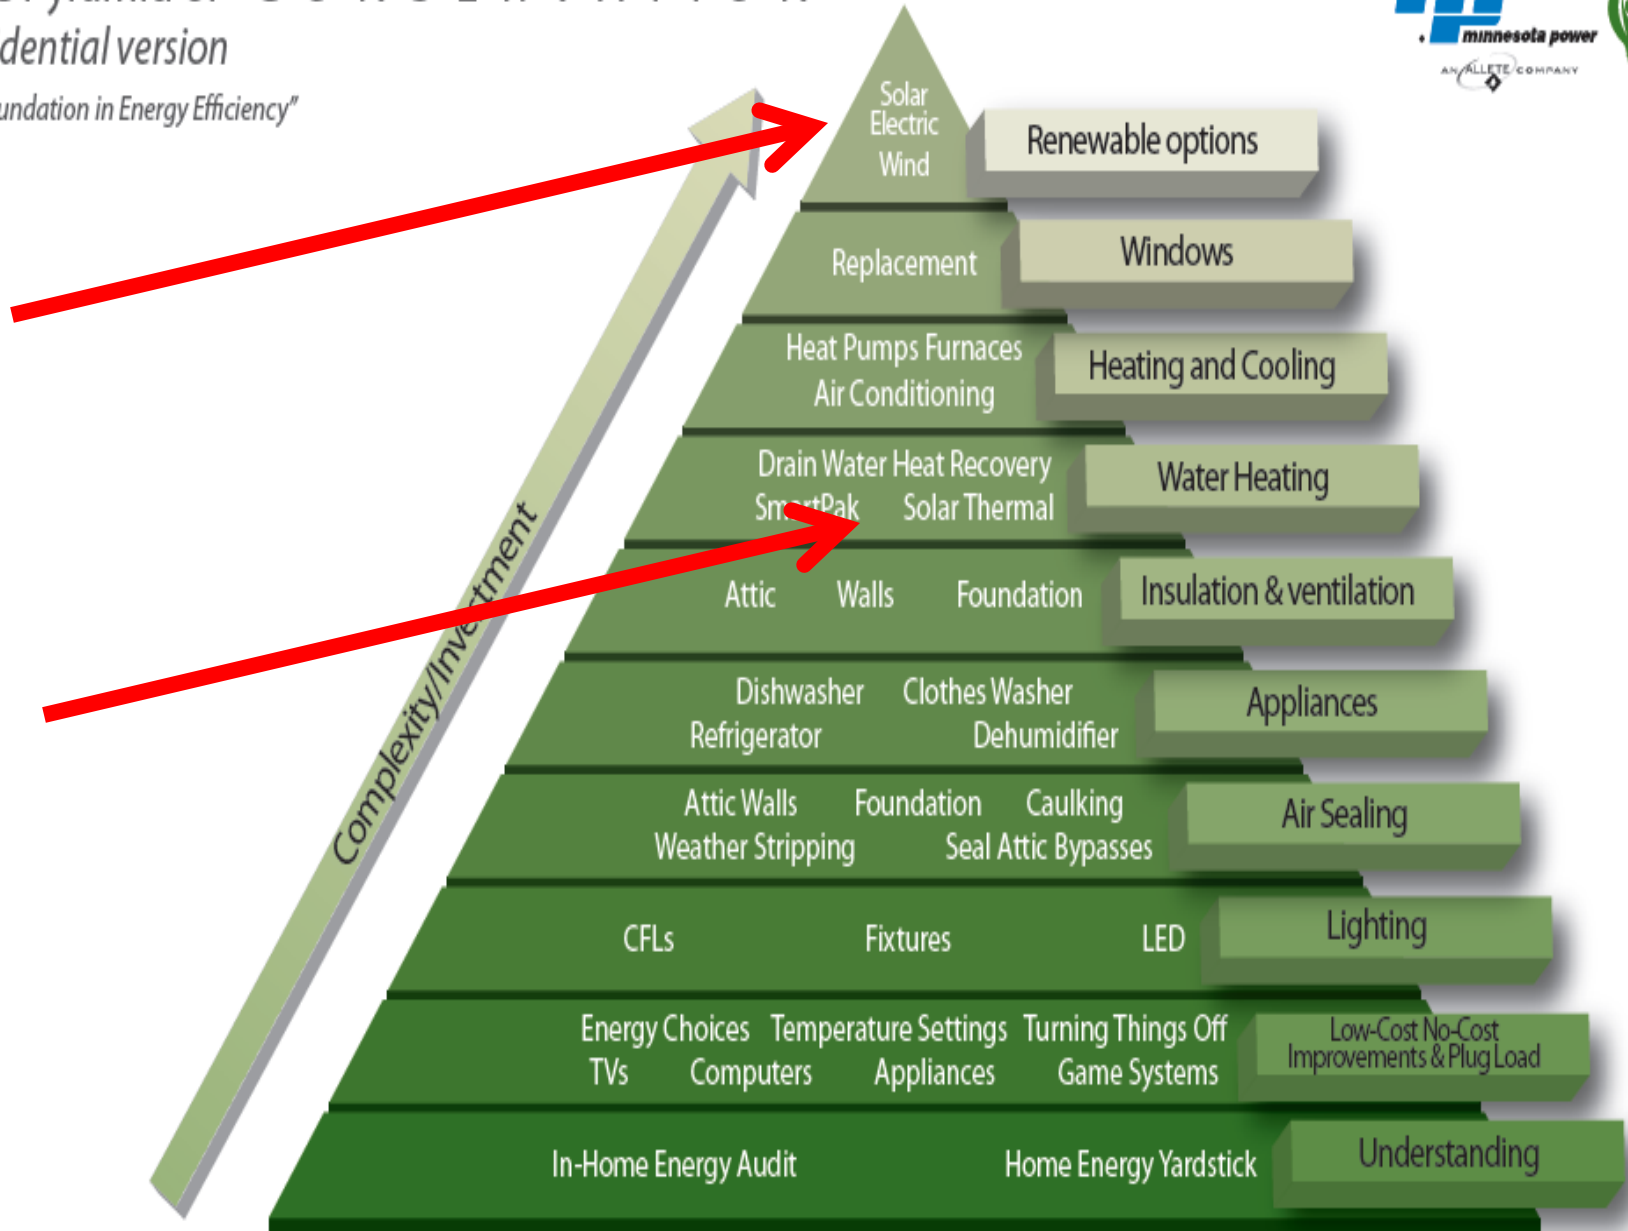 dential version
undation in Energy Efficiency"
minnesota power
AN ALLETE COMPANY
Solar
Electric
Wind
Renewable options
Replacement
Windows
Heat Pumps Furnaces
Air Conditioning
Heating and Cooling
Drain Water Heat Recovery
SmartPak Solar Thermal
Water Heating
Attic Walls Foundation
Insulation & ventilation
Dishwasher Clothes Washer
Refrigerator Dehumidifier
Appliances
Attic Walls Foundation Caulking
Weather Stripping Seal Attic Bypasses
Air Sealing
CFLs Fixtures LED
Lighting
Energy Choices Temperature Settings Turning Things Off
TVs Computers Appliances Game Systems
Low-Cost No-Cost
Improvements & Plug Load
In-Home Energy Audit Home Energy Yardstick
Understanding
Complexity/Investment